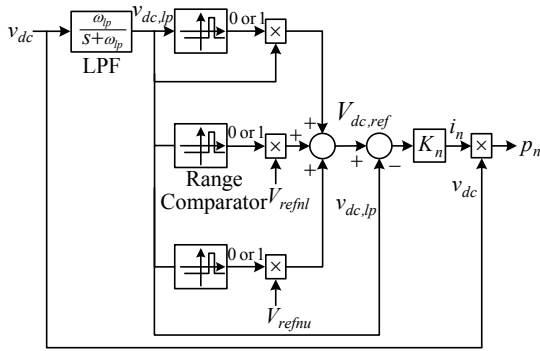 v_dc
ω_lp
s+ω_lp
LPF
v_dc,lp
0 or 1
×
+
V_dc,ref
0 or 1
+
×
+
+
−
K_n
i_n
×
p_n
Range
Comparator
V_refnl
v_dc,lp
v_dc
0 or 1
×
V_refnu